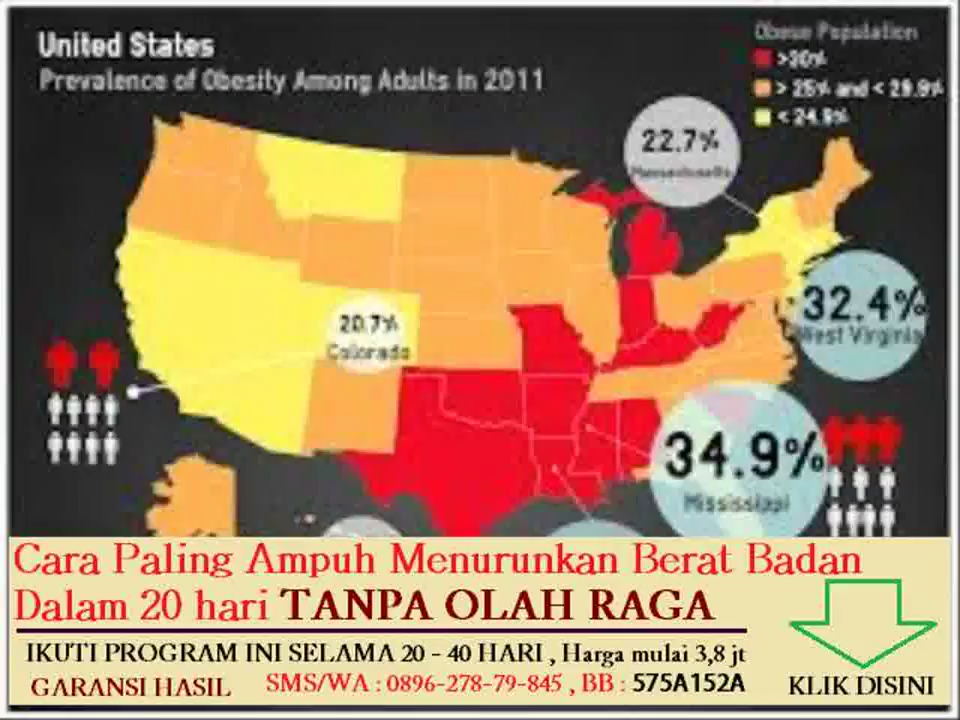 United States
Prevalence of Obesity Among Adults in 2011
Obese Population
>30%
> 25% and < 29.9%
< 24.9%
22.7%
Massachusetts
32.4%
West Virginia
20.7%
Colorado
34.9%
Mississippi
Cara Paling Ampuh Menurunkan Berat Badan
Dalam 20 hari TANPA OLAH RAGA
IKUTI PROGRAM INI SELAMA 20 - 40 HARI , Harga mulai 3,8 jt
GARANSI HASIL SMS/WA : 0896-278-79-845 , BB : 575A152A
KLIK DISINI